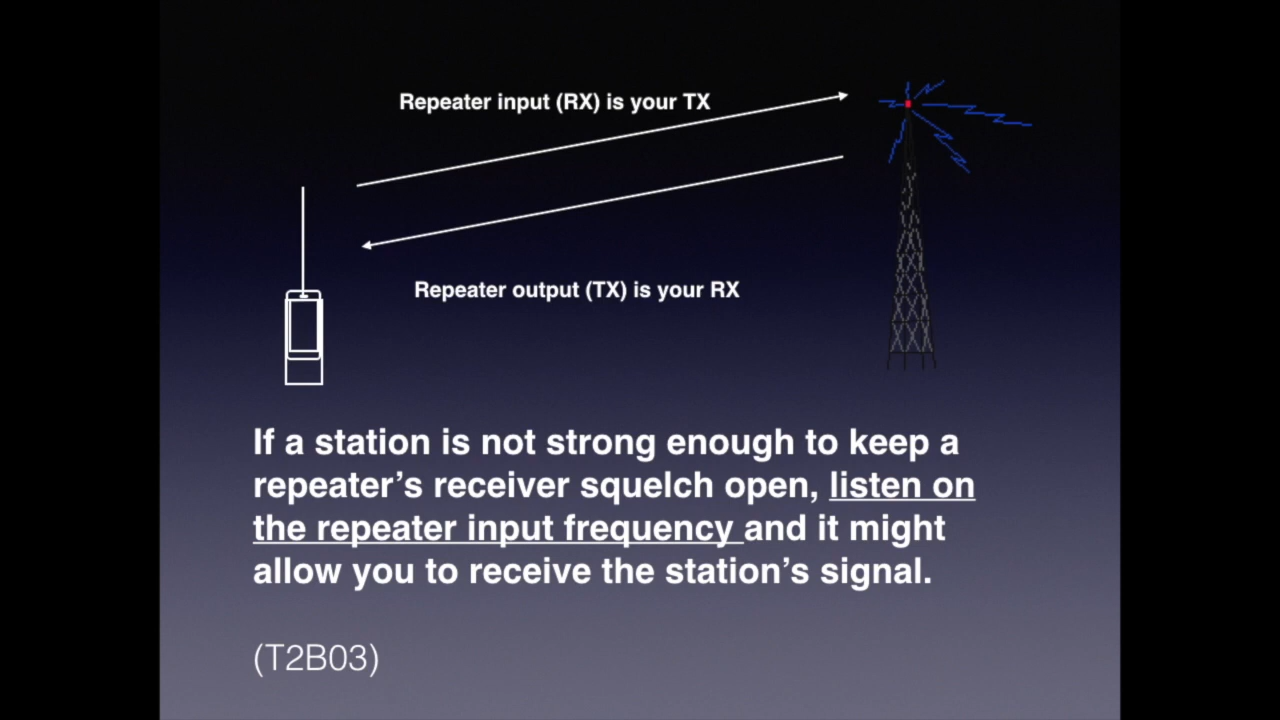 Repeater input (RX) is your TX
Repeater output (TX) is your RX
If a station is not strong enough to keep a
repeater’s receiver squelch open, listen on
the repeater input frequency and it might
allow you to receive the station’s signal.
(T2B03)